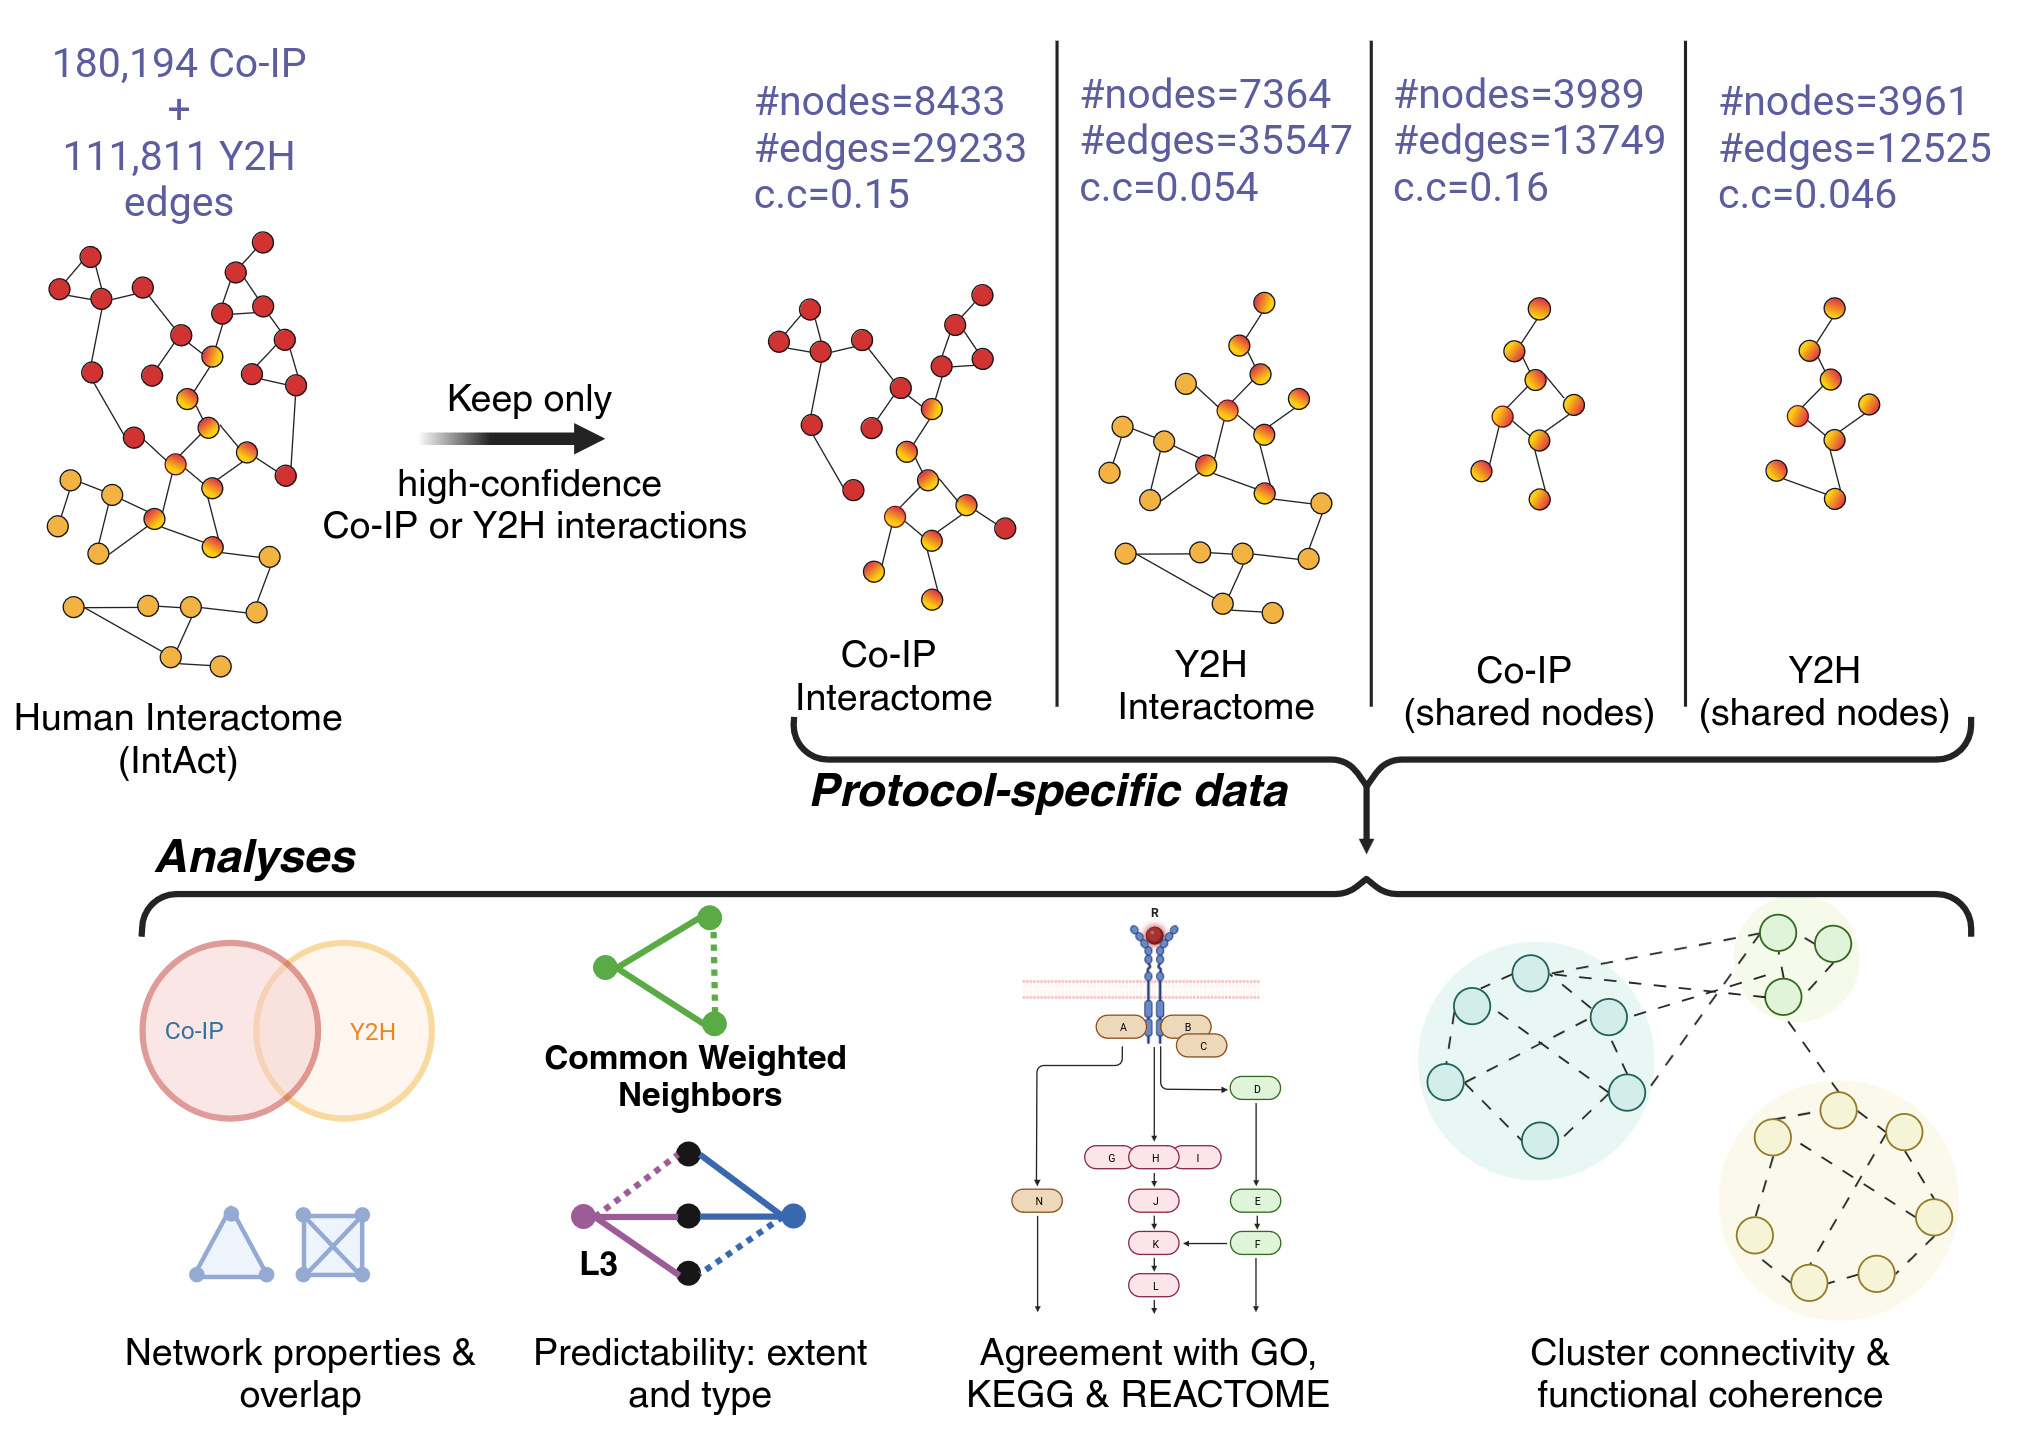 180,194 Co-IP
+
111,811 Y2H
edges
Human Interactome
(IntAct)
Keep only
high-confidence
Co-IP or Y2H interactions
#nodes=8433
#edges=29233
c.c=0.15
Co-IP
Interactome
#nodes=7364
#edges=35547
c.c=0.054
Y2H
Interactome
#nodes=3989
#edges=13749
c.c=0.16
Co-IP
(shared nodes)
#nodes=3961
#edges=12525
c.c=0.046
Y2H
(shared nodes)
Protocol-specific data
Analyses
Co-IP
Y2H
Network properties &
overlap
Common Weighted
Neighbors
L3
Predictability: extent
and type
R
A
B
C
D
G
H
I
N
J
E
K
F
L
Agreement with GO,
KEGG & REACTOME
Cluster connectivity &
functional coherence